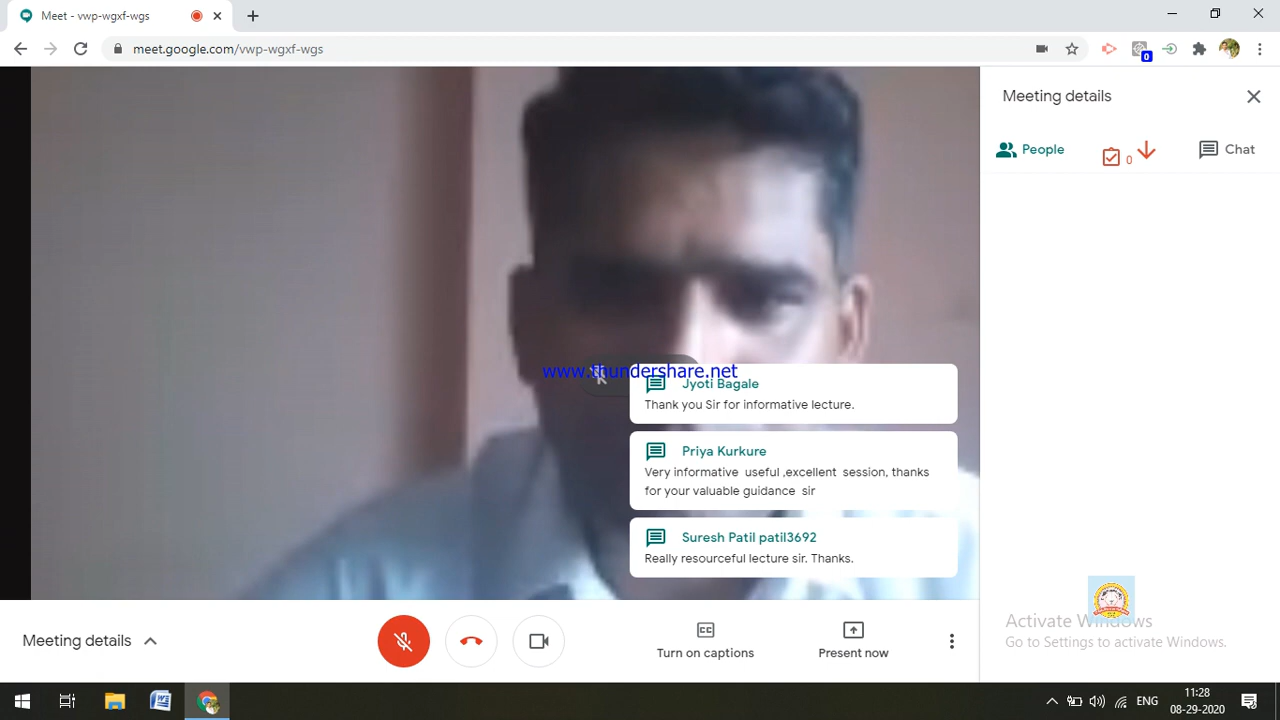 Meet - vwp-wgxf-wgs
meet.google.com/vwp-wgxf-wgs
0
Meeting details
People
0
Chat
www.thundershare.net
Jyoti Bagale
Thank you Sir for informative lecture.
Priya Kurkure
Very informative useful ,excellent session, thanks
for your valuable guidance sir
Suresh Patil patil3692
Really resourceful lecture sir. Thanks.
Activate Windows
Go to Settings to activate Windows.
Meeting details
Turn on captions
Present now
ENG
11:28
08-29-2020